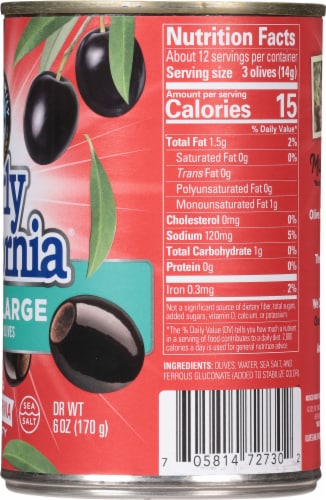 Nutrition Facts
About 12 servings per container
Serving size 3 olives (14g)
Amount per serving
Calories 15
% Daily Value*
Total Fat 1.5g 2%
Saturated Fat 0g 0%
Trans Fat 0g
Polyunsaturated Fat 0g
Monounsaturated Fat 1g
Cholesterol 0mg 0%
Sodium 120mg 5%
Total Carbohydrate 1g 0%
Protein 0g 0%
Iron 0.3mg 2%
Not a significant source of dietary fiber, total sugars,
added sugars, vitamin D, calcium, or potassium.
*The % Daily Value (DV) tells you how much a nutrient
in a serving of food contributes to a daily diet. 2,000
calories a day is used for general nutrition advice.
INGREDIENTS: OLIVES, WATER, SEA SALT, AND
FERROUS GLUCONATE (ADDED TO STABILIZE COLOR).
rly
rnia®
LARGE
OLIVES
SEA
SALT
DR WT
6 OZ (170 g)
7 05814 72730 2